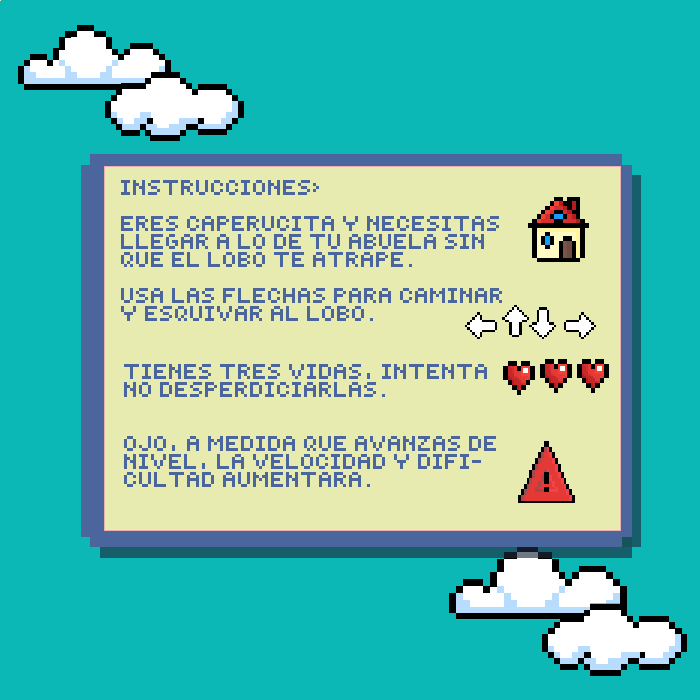 INSTRUCCIONES>
ERES CAPERUCITA Y NECESITAS
LLEGAR A LO DE TU ABUELA SIN
QUE EL LOBO TE ATRAPE.
USA LAS FLECHAS PARA CAMINAR
Y ESQUIVAR AL LOBO.
TIENES TRES VIDAS, INTENTA
NO DESPERDICIARLAS.
OJO, A MEDIDA QUE AVANZAS DE
NIVEL, LA VELOCIDAD Y DIFI-
CULTAD AUMENTARA.